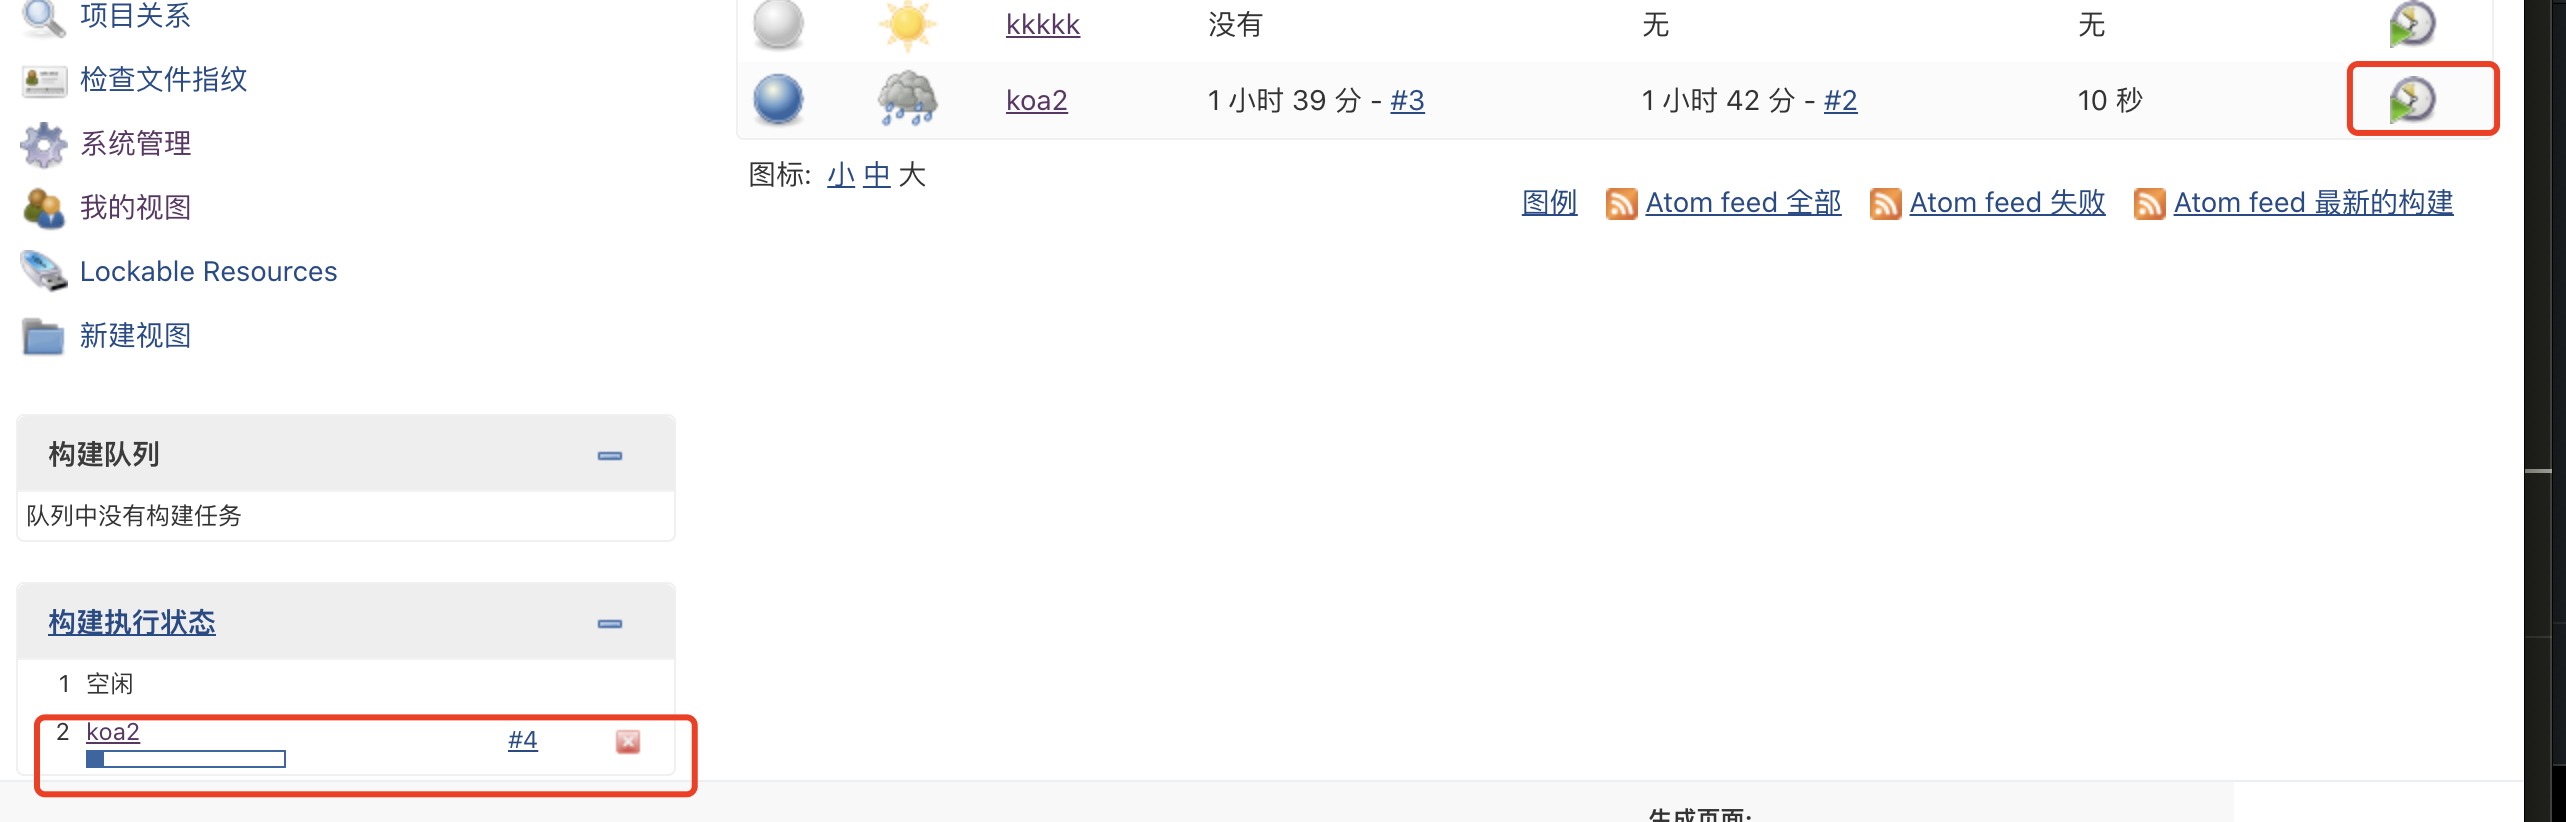 项目关系
检查文件指纹
系统管理
我的视图
Lockable Resources
新建视图
构建队列
队列中没有构建任务
构建执行状态
1 空闲
2 koa2 #4
kkkkk 没有 无 无
koa2 1 小时 39 分 - #3 1 小时 42 分 - #2 10 秒
图标: 小 中 大
图例 Atom feed 全部 Atom feed 失败 Atom feed 最新的构建
生成页面: